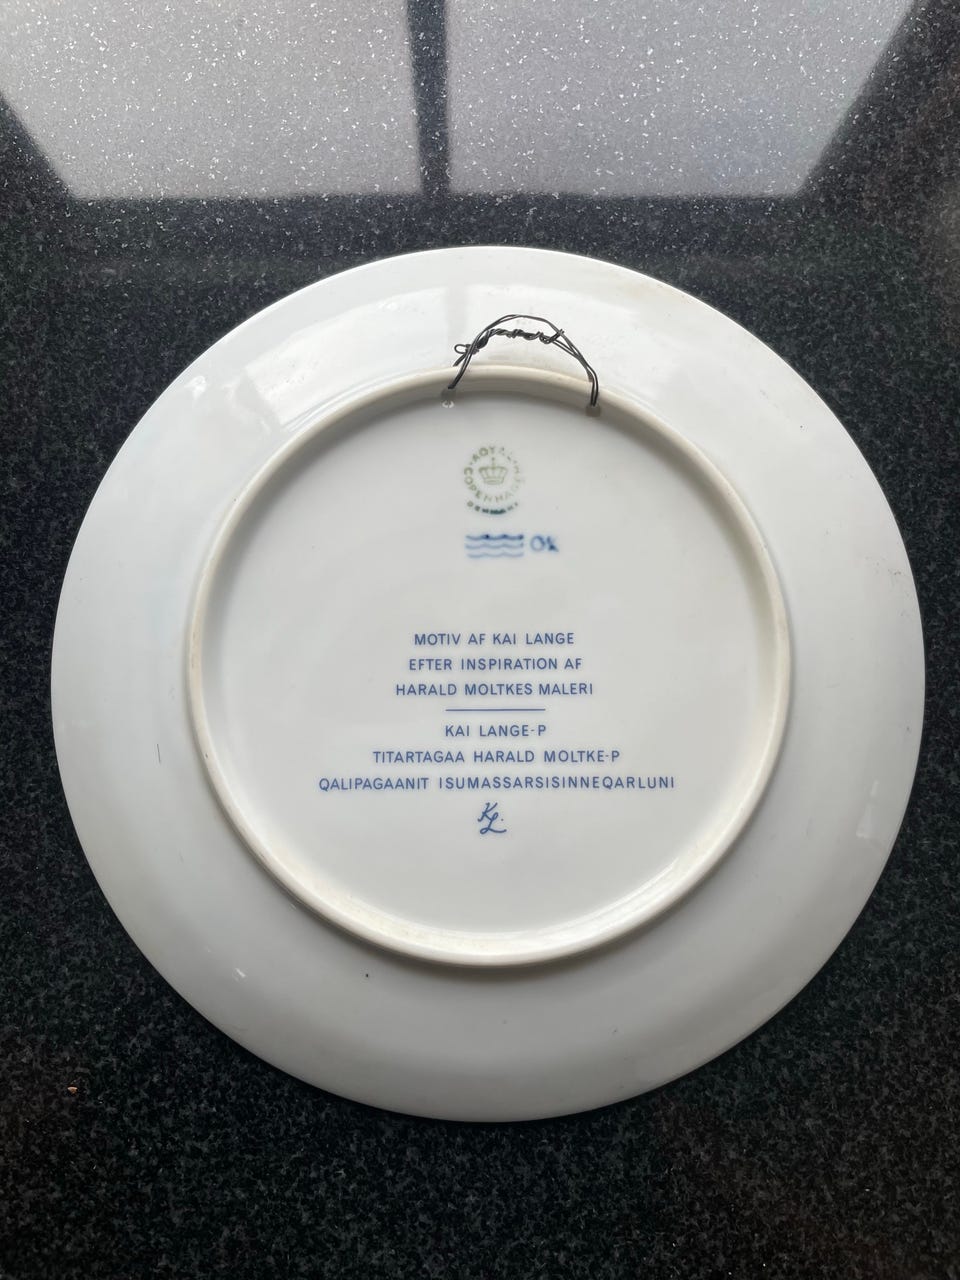 ROYAL
COPENHAGEN
DENMARK
MOTIV AF KAI LANGE
EFTER INSPIRATION AF
HARALD MOLTKES MALERI
KAI LANGE-P
TITARTAGAA HARALD MOLTKE-P
QALIPAGAANIT ISUMASSARSISINNEQARLUNI
KL.